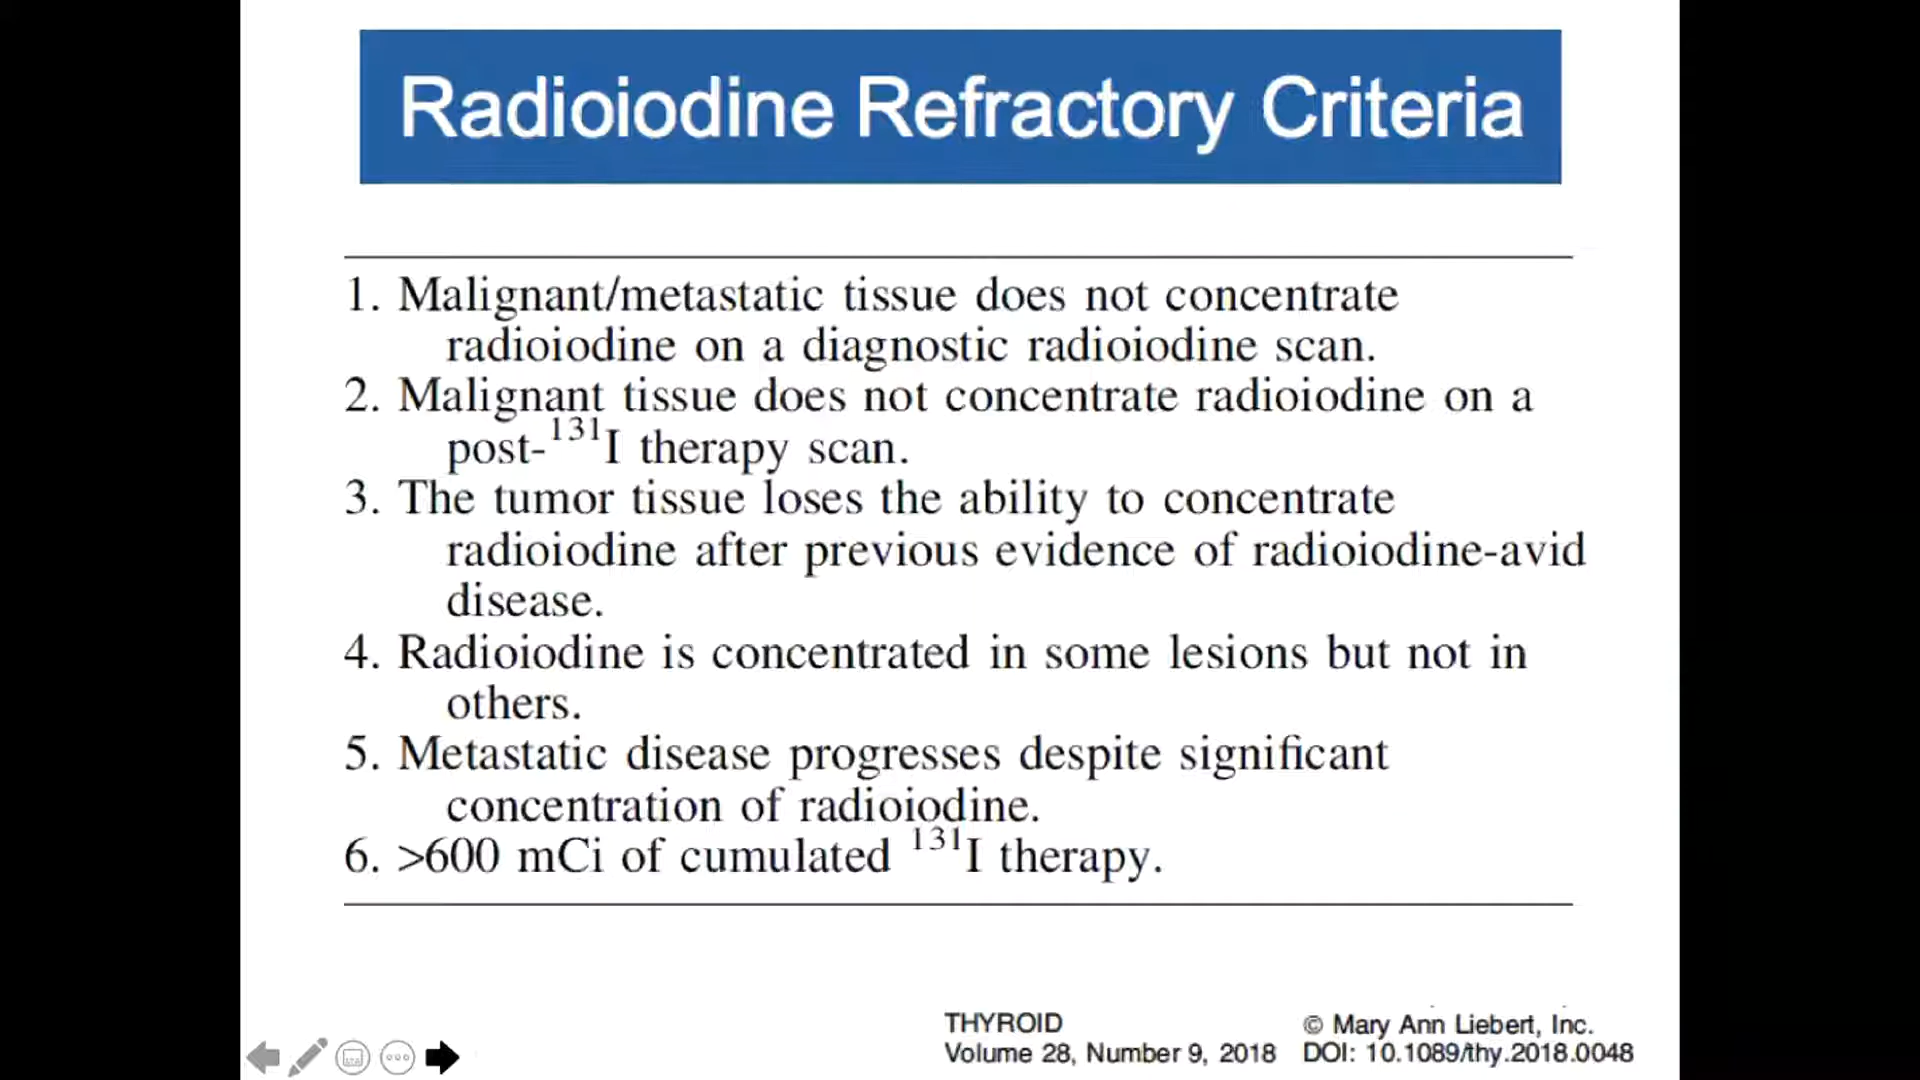 Radioiodine Refractory Criteria
1. Malignant/metastatic tissue does not concentrate
radioiodine on a diagnostic radioiodine scan.
2. Malignant tissue does not concentrate radioiodine on a
post-¹³¹I therapy scan.
3. The tumor tissue loses the ability to concentrate
radioiodine after previous evidence of radioiodine-avid
disease.
4. Radioiodine is concentrated in some lesions but not in
others.
5. Metastatic disease progresses despite significant
concentration of radioiodine.
6. >600 mCi of cumulated ¹³¹I therapy.
THYROID
Volume 28, Number 9, 2018
© Mary Ann Liebert, Inc.
DOI: 10.1089/thy.2018.0048